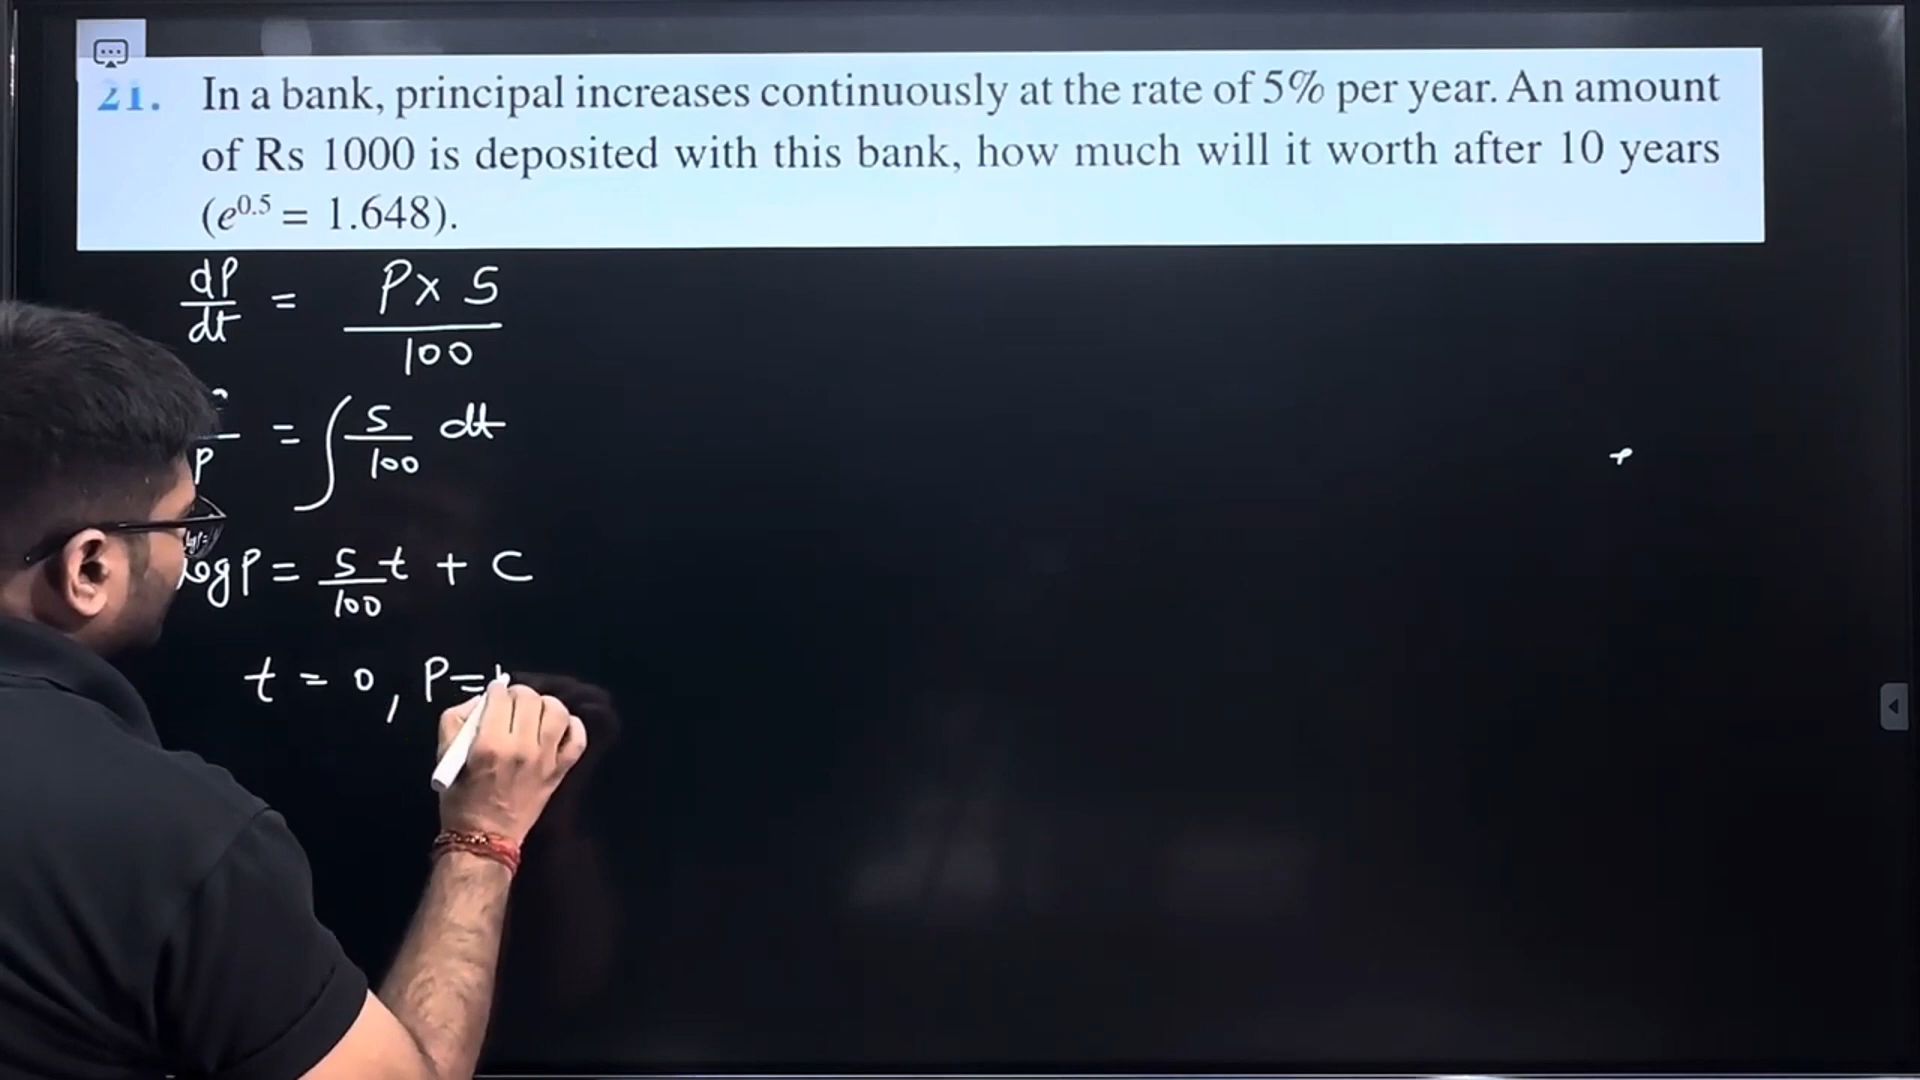 21. In a bank, principal increases continuously at the rate of 5% per year. An amount
of Rs 1000 is deposited with this bank, how much will it worth after 10 years
(e^0.5 = 1.648).
dP/dt = P x 5/100
/P = ∫ 5/100 dt
log P = 5/100 t + C
t = 0, P =